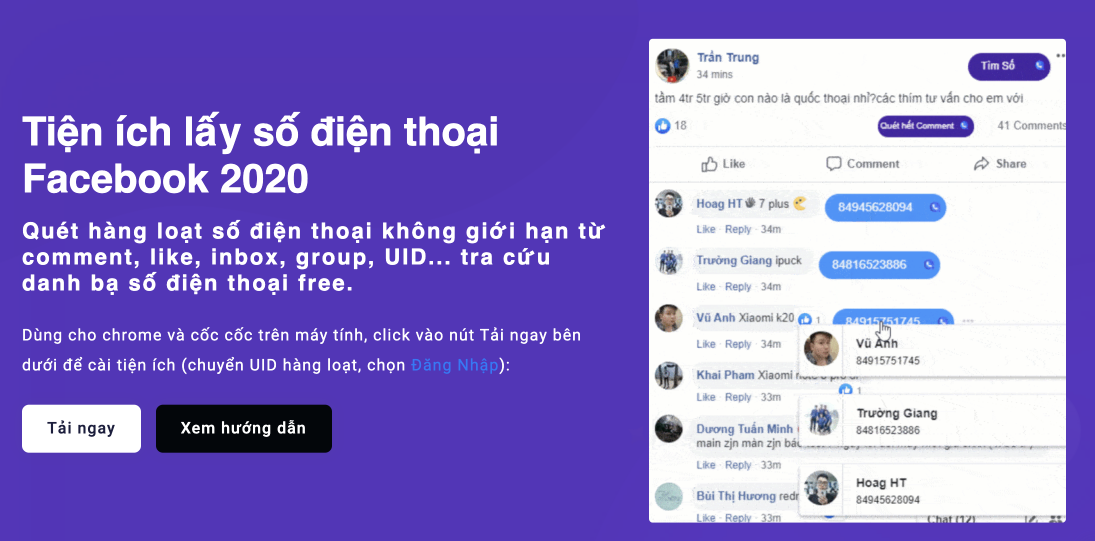 Tiện ích lấy số điện thoại
Facebook 2020
Quét hàng loạt số điện thoại không giới hạn từ
comment, like, inbox, group, UID... tra cứu
danh bạ số điện thoại free.
Dùng cho chrome và cốc cốc trên máy tính, click vào nút Tải ngay bên
dưới để cài tiện ích (chuyển UID hàng loạt, chọn Đăng Nhập):
Tải ngay
Xem hướng dẫn
Trần Trung
34 mins
Tìm Số
tầm 4tr 5tr giờ con nào là quốc thoại nhỉ?các thím tư vấn cho em với
18
Quét hết Comment
41 Comments
Like
Comment
Share
Hoag HT 7 plus
84945628094
Like · Reply · 34m
Trường Giang ipuck
84816523886
Like · Reply · 34m
Vũ Anh Xiaomi k20
1
84915751745
Like · Reply · 34m
Vũ Anh
84915751745
Khai Pham Xiaomi
1
Like · Reply · 33m
Trường Giang
84816523886
Dương Tuấn Minh
main zjn màn zjn
Like · Reply · 33m
Hoag HT
84945628094
Bùi Thị Hương
Like · Reply · 33m
Chat (12)